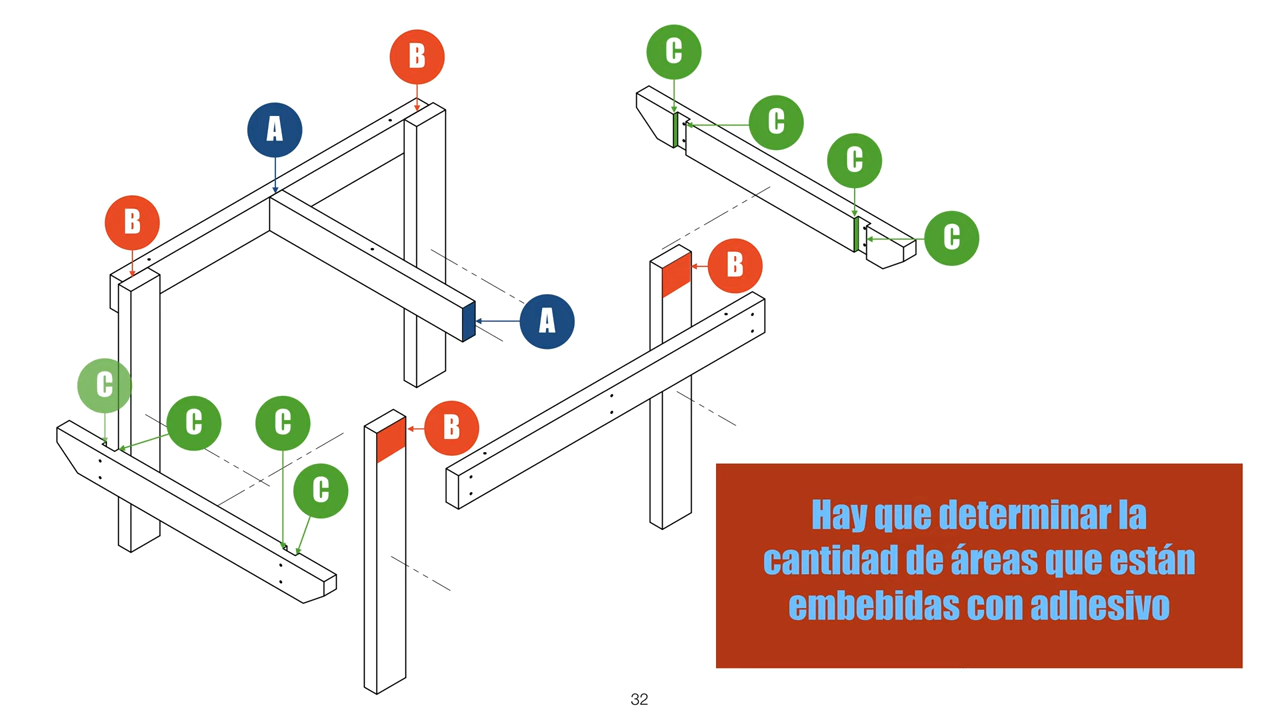 B
C
C
A
C
B
C
B
A
C
C
C
B
C
Hay que determinar la
cantidad de áreas que están
embebidas con adhesivo
32